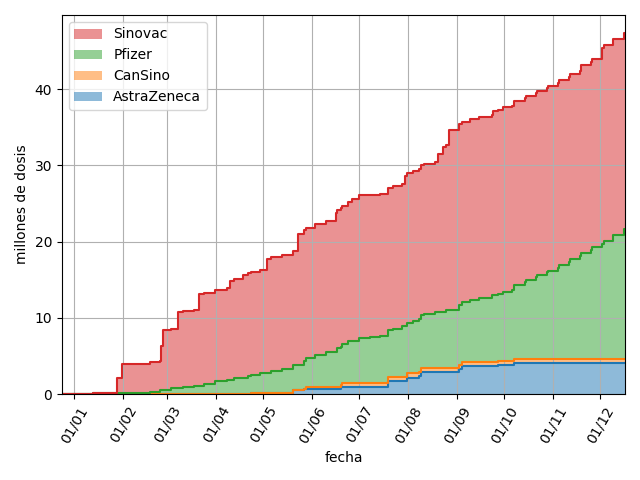 Sinovac
Pfizer
CanSino
AstraZeneca
millones de dosis
40
30
20
10
0
01/01
01/02
01/03
01/04
01/05
01/06
01/07
01/08
01/09
01/10
01/11
01/12
fecha